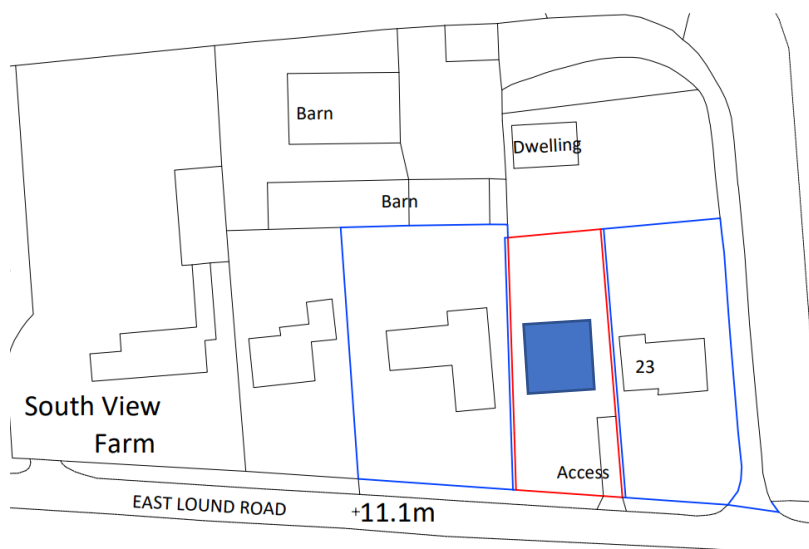 Barn
Dwelling
Barn
23
South View
Farm
Access
EAST LOUND ROAD
+11.1m